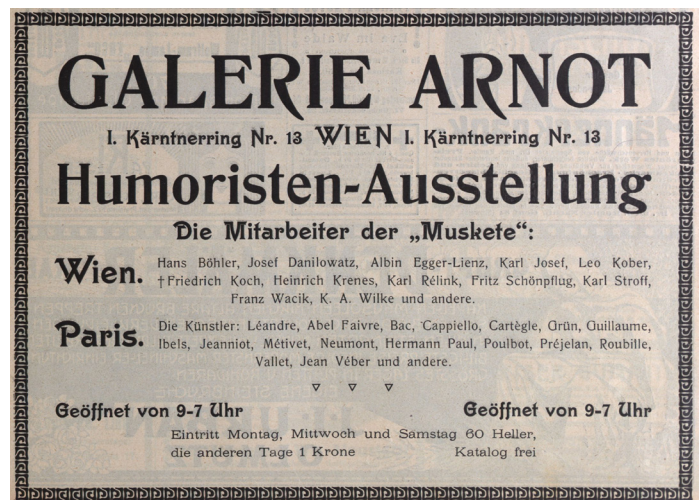 GALERIE ARNOT
I. Kärntnerring Nr. 13 WIEN I. Kärntnerring Nr. 13
Humoristen-Ausstellung
Die Mitarbeiter der „Muskete“:
Wien. Hans Böhler, Josef Danilowatz, Albin Egger-Lienz, Karl Josef, Leo Kober,
†Friedrich Koch, Heinrich Krenes, Karl Rélink, Fritz Schönpflug, Karl Stroff,
Franz Wacik, K. A. Wilke und andere.
Paris. Die Künstler: Léandre, Abel Faivre, Bac, Cappiello, Cartègle, Grün, Guillaume,
Ibels, Jeanniot, Métivet, Neumont, Hermann Paul, Poulbot, Préjelan, Roubille,
Vallet, Jean Véber und andere.
Geöffnet von 9-7 Uhr Geöffnet von 9-7 Uhr
Eintritt Montag, Mittwoch und Samstag 60 Heller,
die anderen Tage 1 Krone Katalog frei